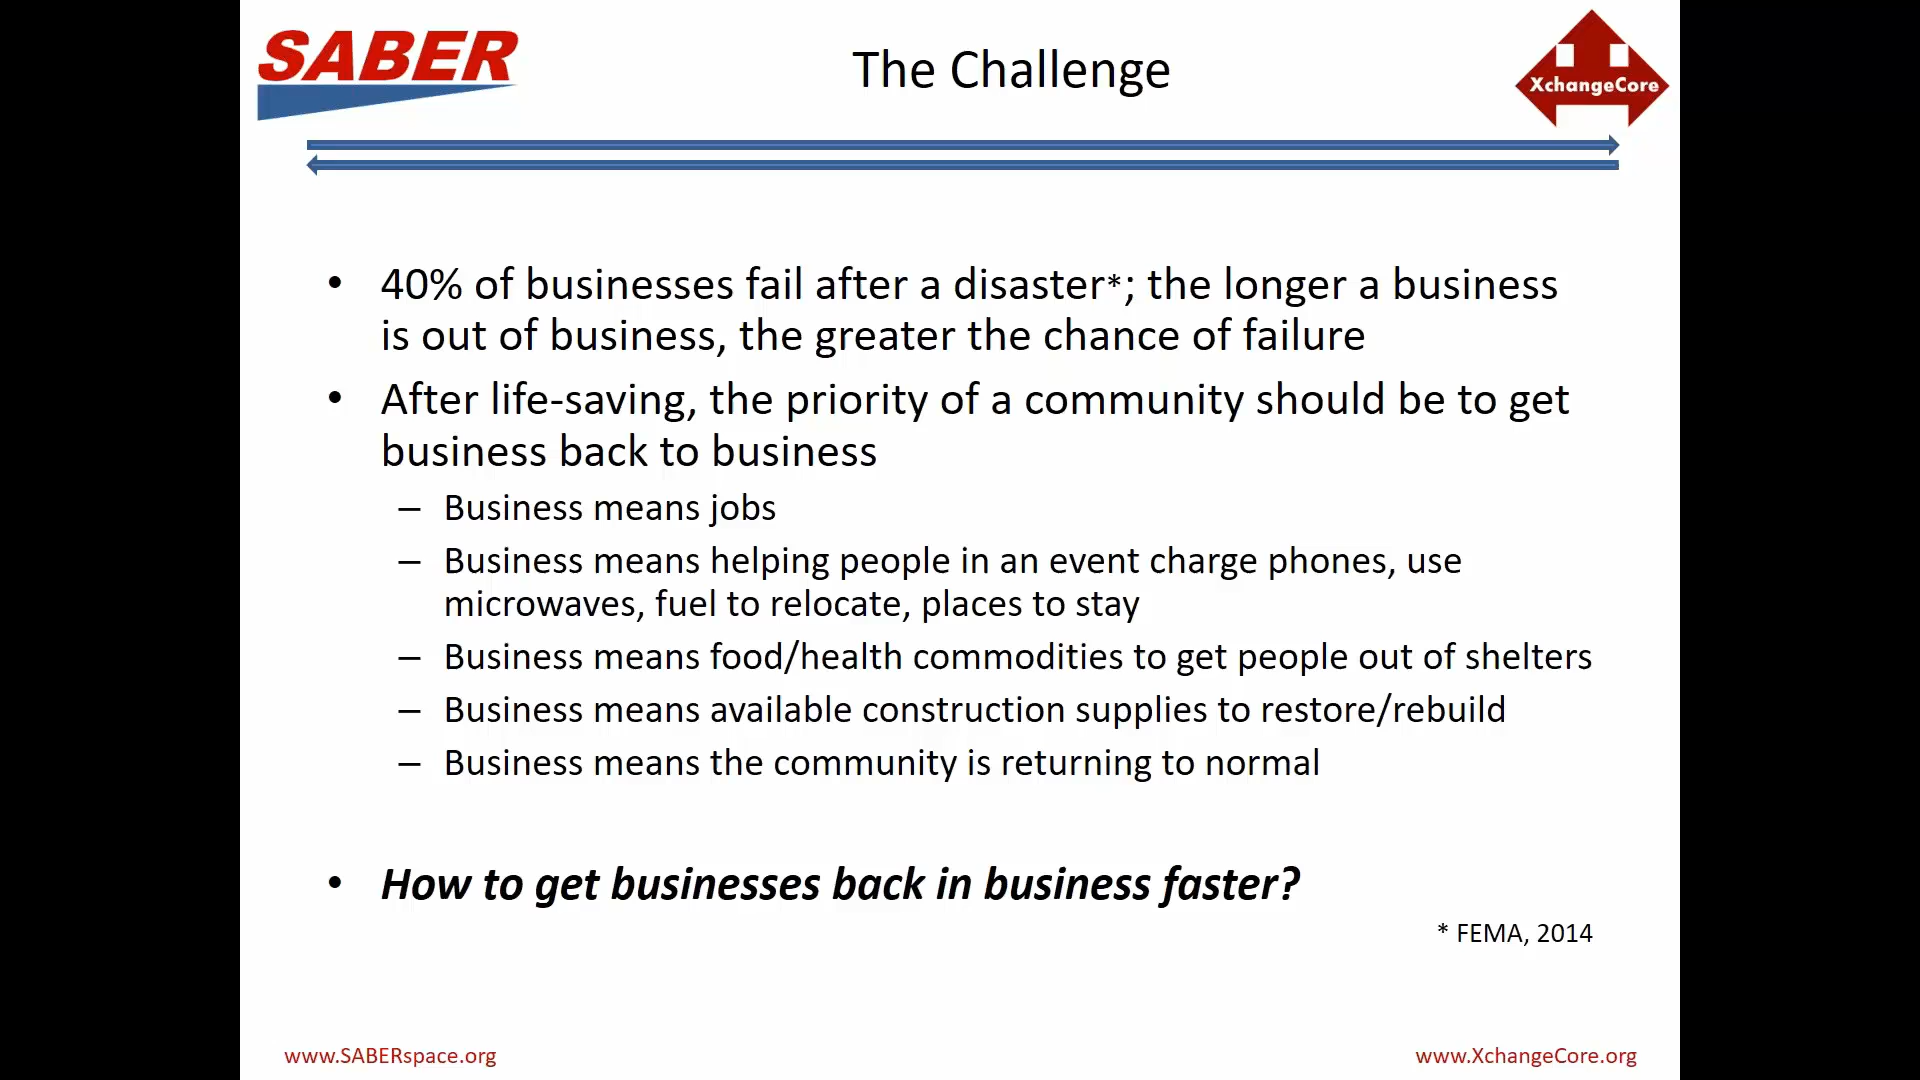 SABER
The Challenge
XchangeCore
• 40% of businesses fail after a disaster*; the longer a business
is out of business, the greater the chance of failure
• After life-saving, the priority of a community should be to get
business back to business
– Business means jobs
– Business means helping people in an event charge phones, use
microwaves, fuel to relocate, places to stay
– Business means food/health commodities to get people out of shelters
– Business means available construction supplies to restore/rebuild
– Business means the community is returning to normal
• How to get businesses back in business faster?
* FEMA, 2014
www.SABERspace.org
www.XchangeCore.org